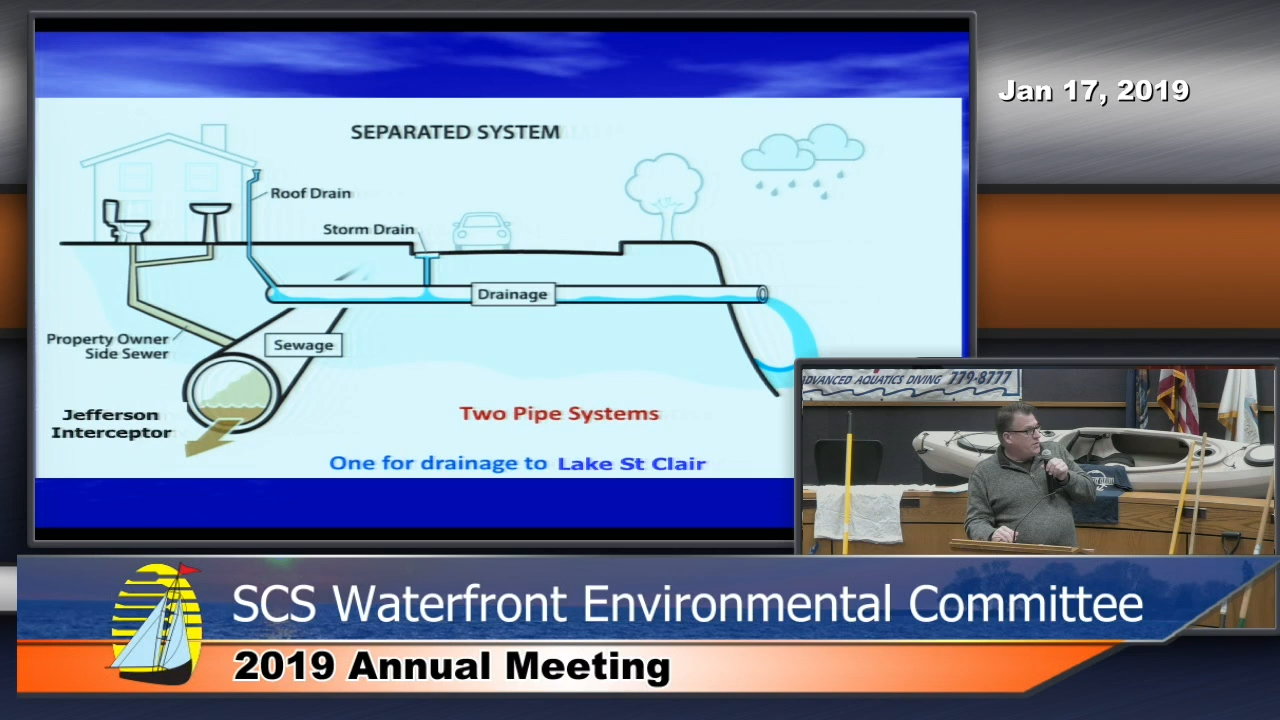 Jan 17, 2019
SEPARATED SYSTEM
Roof Drain
Storm Drain
Drainage
Property Owner
Side Sewer
Sewage
Jefferson
Interceptor
Two Pipe Systems
One for drainage to Lake St Clair
ADVANCED AQUATICS DIVING 779-8777
SCS Waterfront Environmental Committee
2019 Annual Meeting